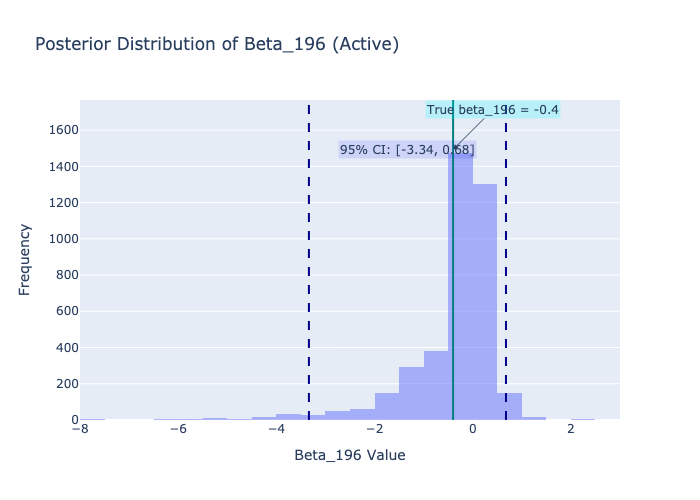 Posterior Distribution of Beta_196 (Active)
True beta_196 = -0.4
95% CI: [-3.34, 0.68]
1600
1400
1200
1000
800
600
400
200
0
Frequency
−8 −6 −4 −2 0 2
Beta_196 Value